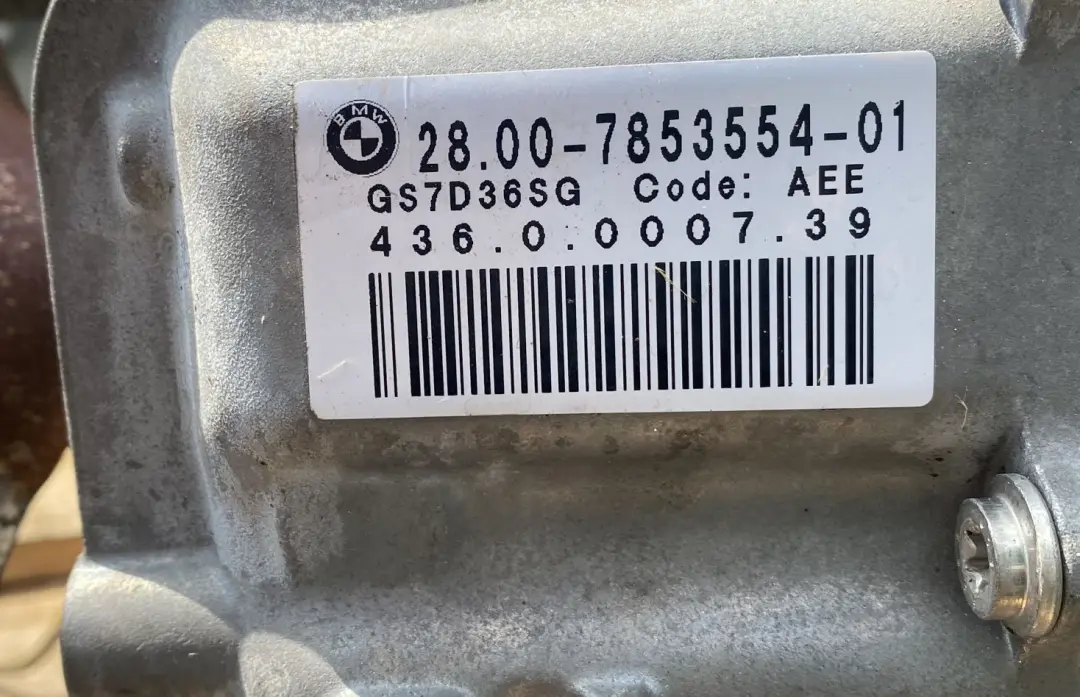 BMW
28.00-7853554-01
GS7D36SG Code: AEE
436.0.0007.39